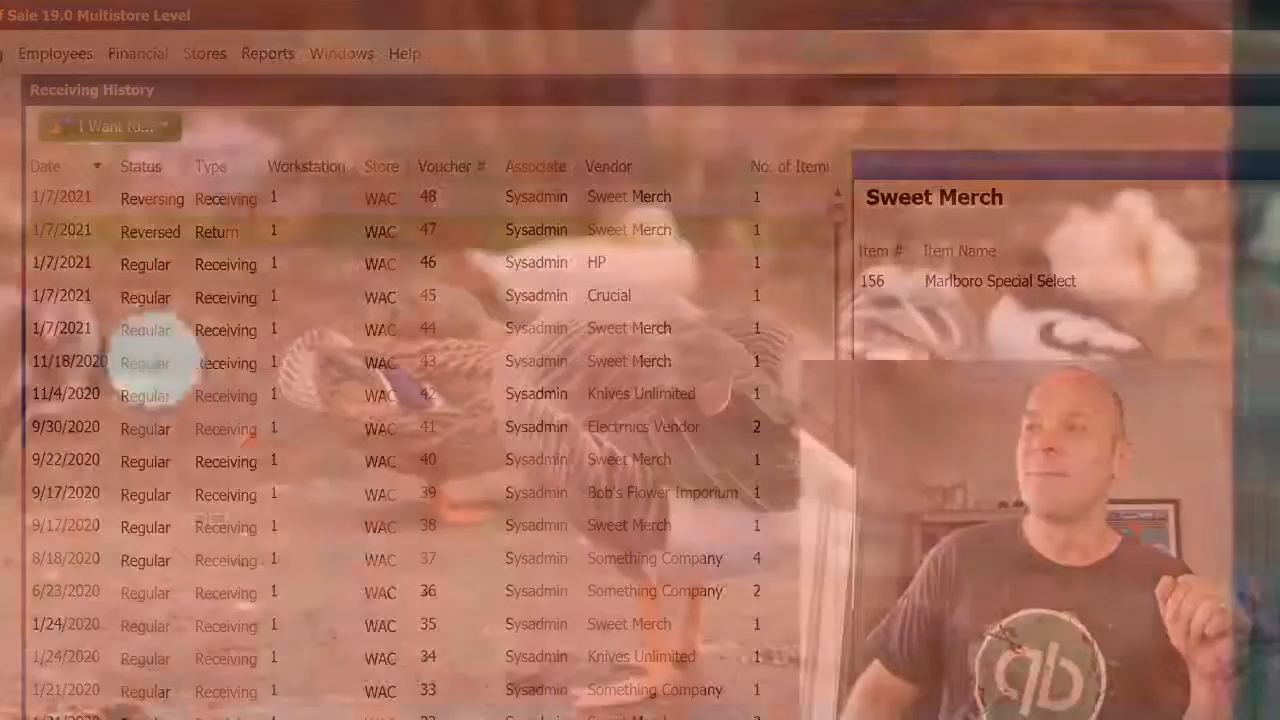 f Sale 19.0 Multistore Level
g Employees Financial Stores Reports Windows Help
Receiving History
I Want to...
Date Status Type Workstation Store Voucher # Associate Vendor No. of Items
1/7/2021 Reversing Receiving 1 WAC 48 Sysadmin Sweet Merch 1
1/7/2021 Reversed Return 1 WAC 47 Sysadmin Sweet Merch 1
1/7/2021 Regular Receiving 1 WAC 46 Sysadmin HP 1
1/7/2021 Regular Receiving 1 WAC 45 Sysadmin Crucial 1
1/7/2021 Regular Receiving 1 WAC 44 Sysadmin Sweet Merch 1
11/18/2020 Regular Receiving 1 WAC 43 Sysadmin Sweet Merch 1
11/4/2020 Regular Receiving 1 WAC 42 Sysadmin Knives Unlimited 1
9/30/2020 Regular Receiving 1 WAC 41 Sysadmin Electrnics Vendor 2
9/22/2020 Regular Receiving 1 WAC 40 Sysadmin Sweet Merch 1
9/17/2020 Regular Receiving 1 WAC 39 Sysadmin Bob's Flower Imporium 1
9/17/2020 Regular Receiving 1 WAC 38 Sysadmin Sweet Merch 1
8/18/2020 Regular Receiving 1 WAC 37 Sysadmin Something Company 4
6/23/2020 Regular Receiving 1 WAC 36 Sysadmin Something Company 2
1/24/2020 Regular Receiving 1 WAC 35 Sysadmin Sweet Merch 1
1/24/2020 Regular Receiving 1 WAC 34 Sysadmin Knives Unlimited 1
1/21/2020 Regular Receiving 1 WAC 33 Sysadmin Something Company 1
Sweet Merch
Item # Item Name
156 Marlboro Special Select
qb